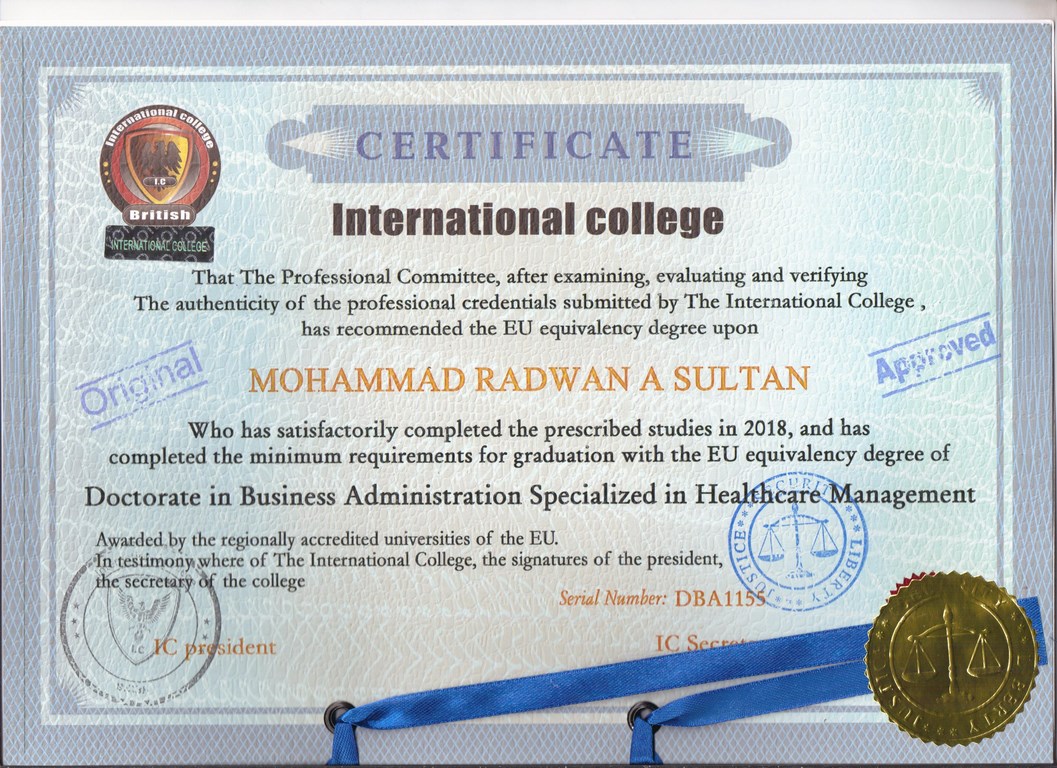 CERTIFICATE
International college
I.C
British
INTERNATIONAL COLLEGE
International college
That The Professional Committee, after examining, evaluating and verifying
The authenticity of the professional credentials submitted by The International College ,
has recommended the EU equivalency degree upon
Original
Approved
MOHAMMAD RADWAN A SULTAN
Who has satisfactorily completed the prescribed studies in 2018, and has
completed the minimum requirements for graduation with the EU equivalency degree of
Doctorate in Business Administration Specialized in Healthcare Management
Awarded by the regionally accredited universities of the EU.
In testimony where of The International College, the signatures of the president,
the secretary of the college
SECURITY
JUSTICE
LIBERTY
Serial Number: DBA1155
I.C
IC president
IC